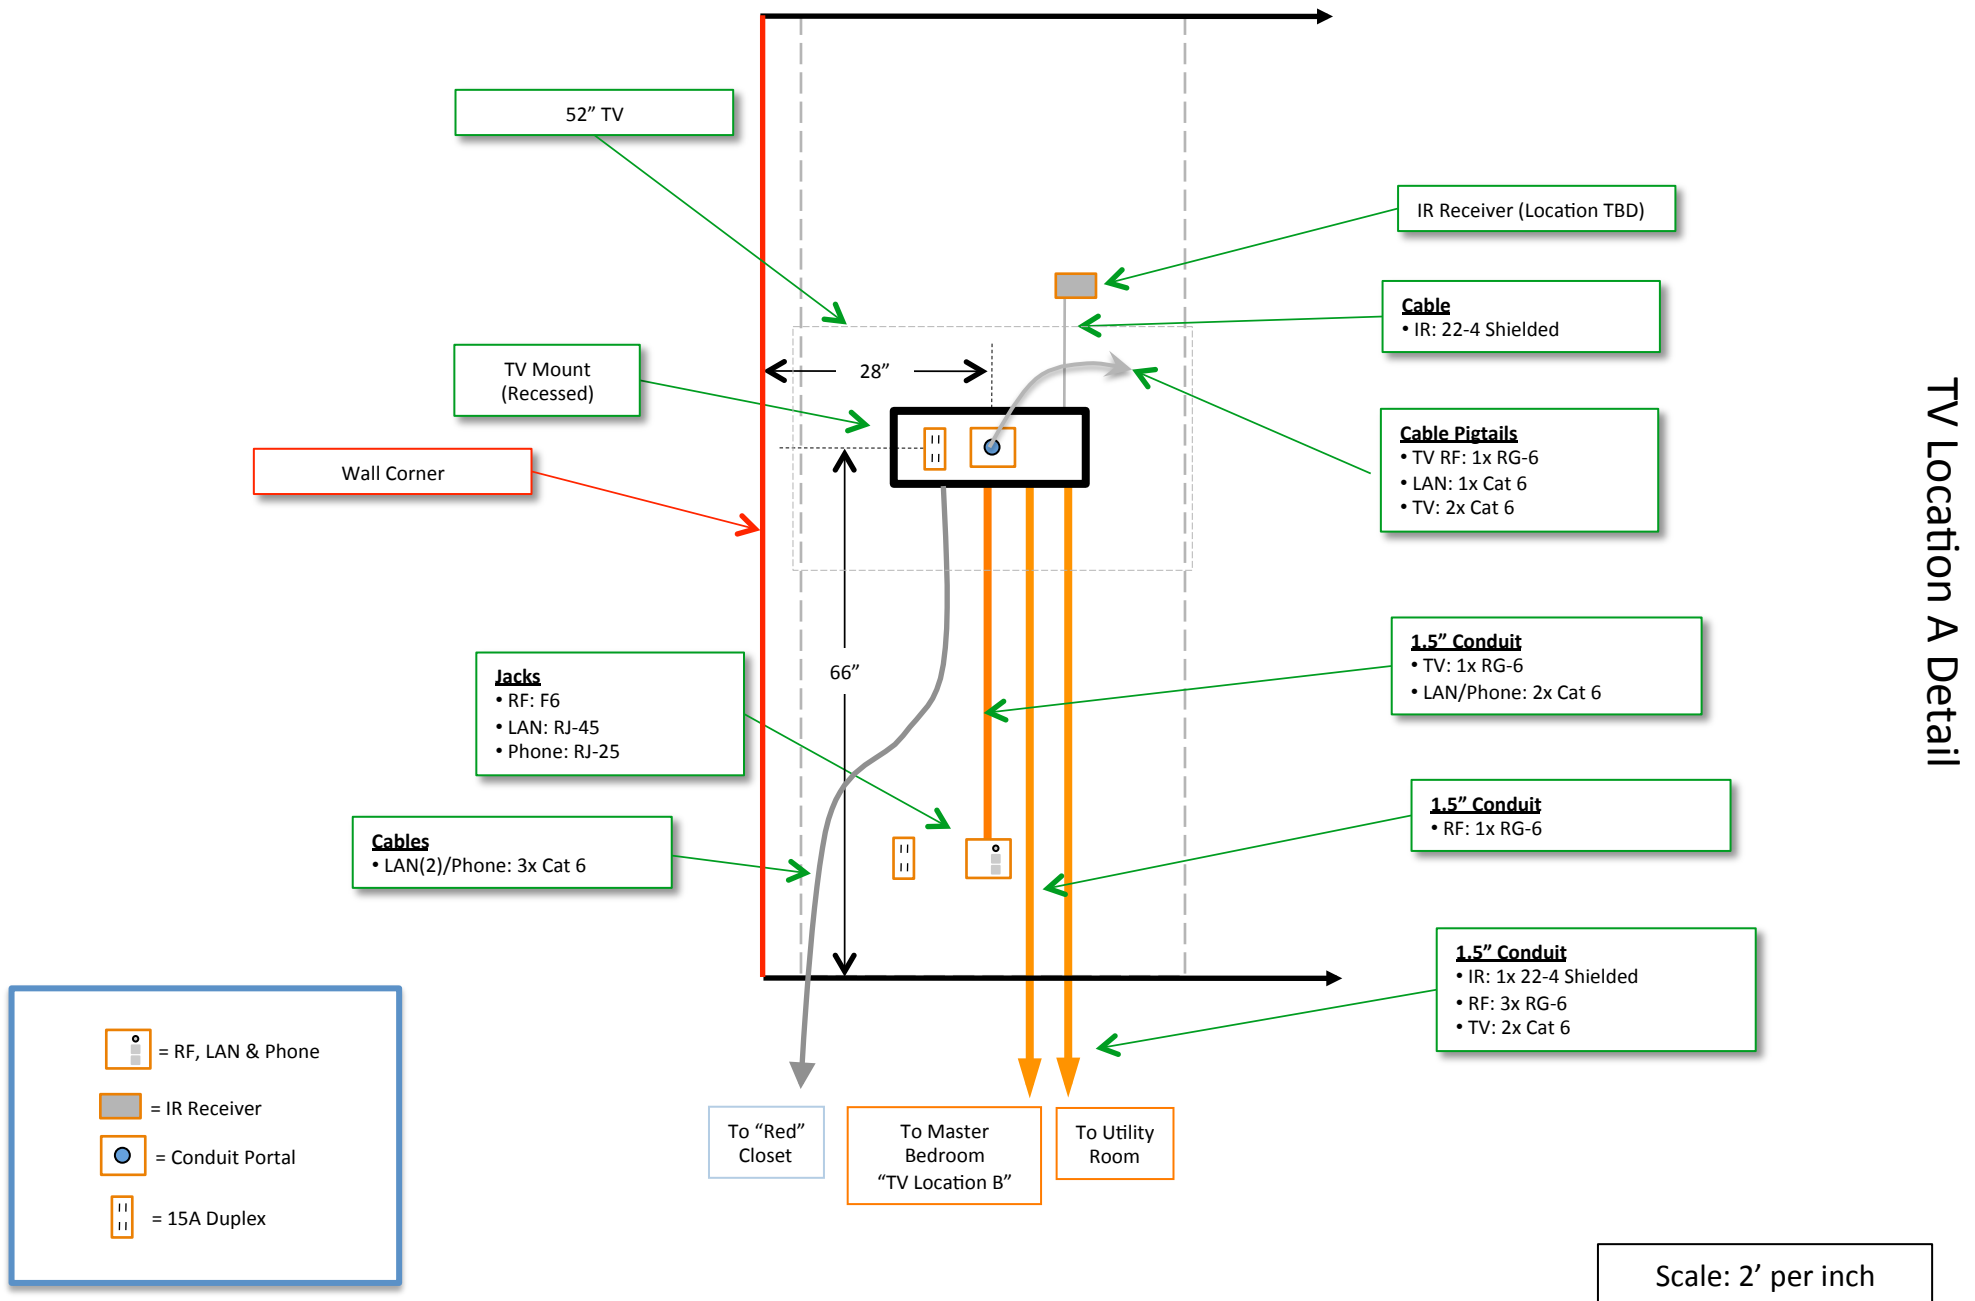 TV Location A Detail
52” TV
IR Receiver (Location TBD)
Cable
• IR: 22-4 Shielded
TV Mount
(Recessed)
28”
Cable Pigtails
• TV RF: 1x RG-6
• LAN: 1x Cat 6
• TV: 2x Cat 6
Wall Corner
66”
1.5” Conduit
• TV: 1x RG-6
• LAN/Phone: 2x Cat 6
Jacks
• RF: F6
• LAN: RJ-45
• Phone: RJ-25
1.5” Conduit
• RF: 1x RG-6
Cables
• LAN(2)/Phone: 3x Cat 6
1.5” Conduit
• IR: 1x 22-4 Shielded
• RF: 3x RG-6
• TV: 2x Cat 6
= RF, LAN & Phone
= IR Receiver
= Conduit Portal
= 15A Duplex
To “Red”
Closet
To Master
Bedroom
“TV Location B”
To Utility
Room
Scale: 2’ per inch